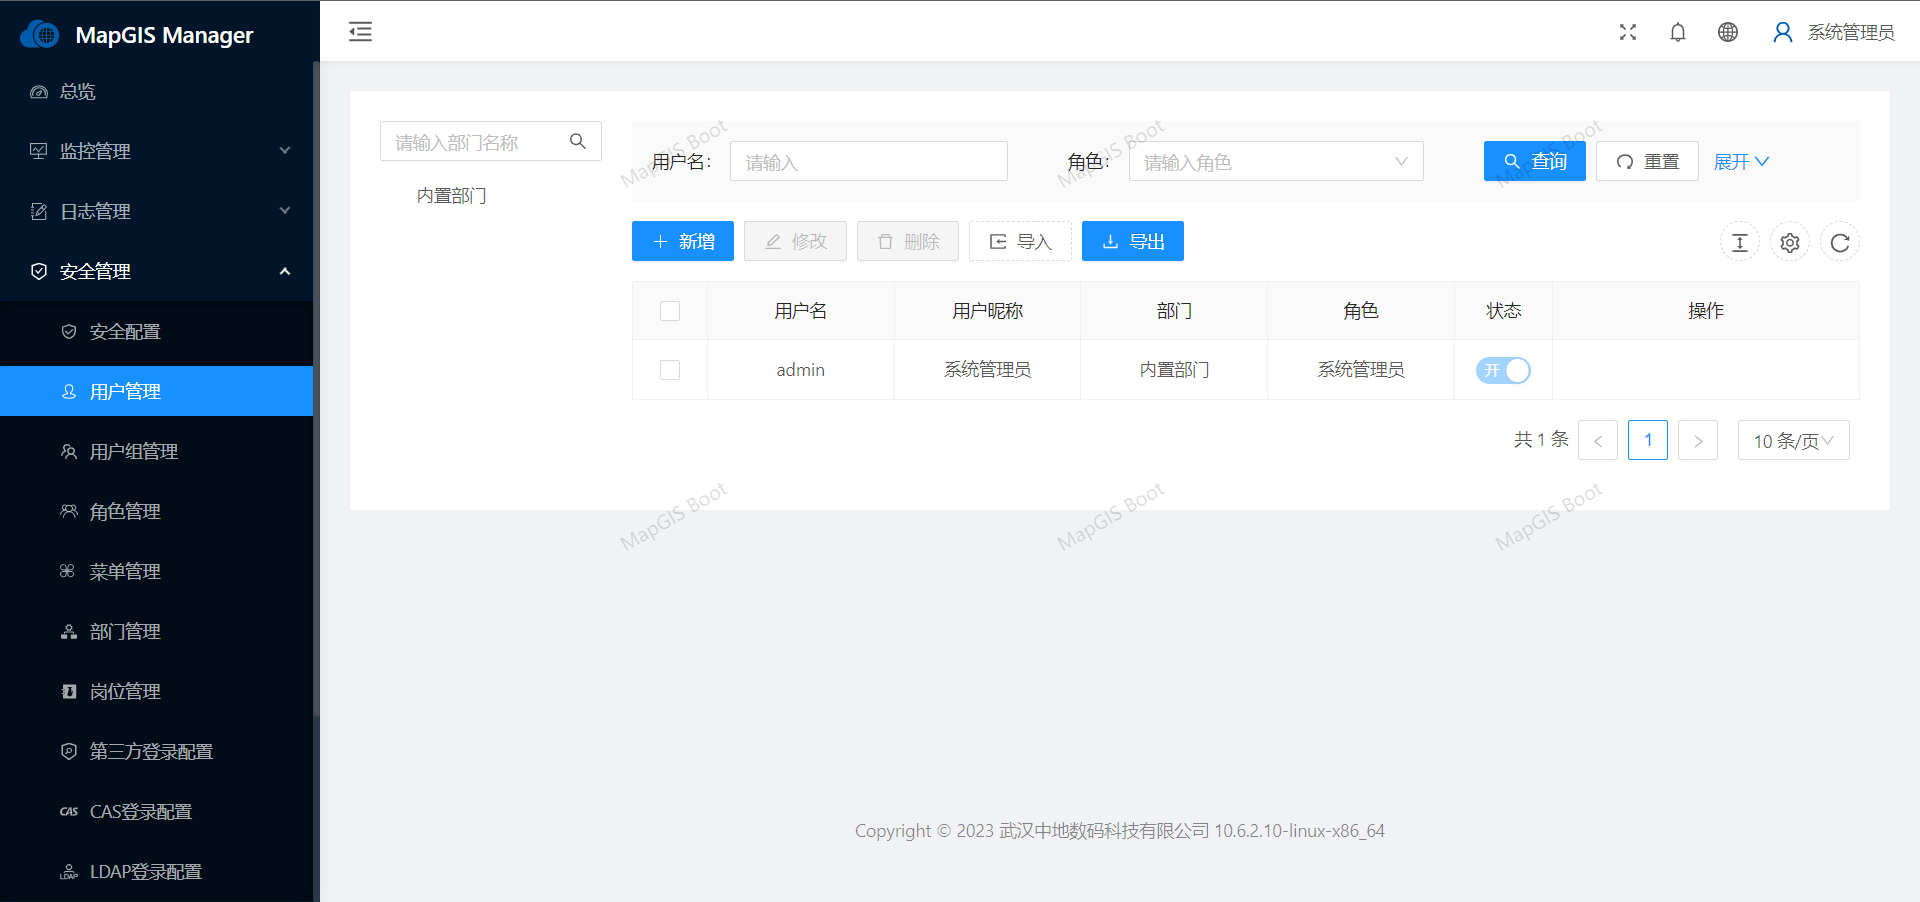 MapGIS Manager
总览
监控管理
日志管理
安全管理
安全配置
用户管理
用户组管理
角色管理
菜单管理
部门管理
岗位管理
第三方登录配置
CAS CAS登录配置
LDAP LDAP登录配置
系统管理员
请输入部门名称
内置部门
用户名: 请输入 角色: 请输入角色 查询 重置 展开
新增 修改 删除 导入 导出
用户名 用户昵称 部门 角色 状态 操作
admin 系统管理员 内置部门 系统管理员 开
共 1 条 < 1 > 10 条/页
MapGIS Boot MapGIS Boot MapGIS Boot
MapGIS Boot MapGIS Boot MapGIS Boot
Copyright © 2023 武汉中地数码科技有限公司 10.6.2.10-linux-x86_64